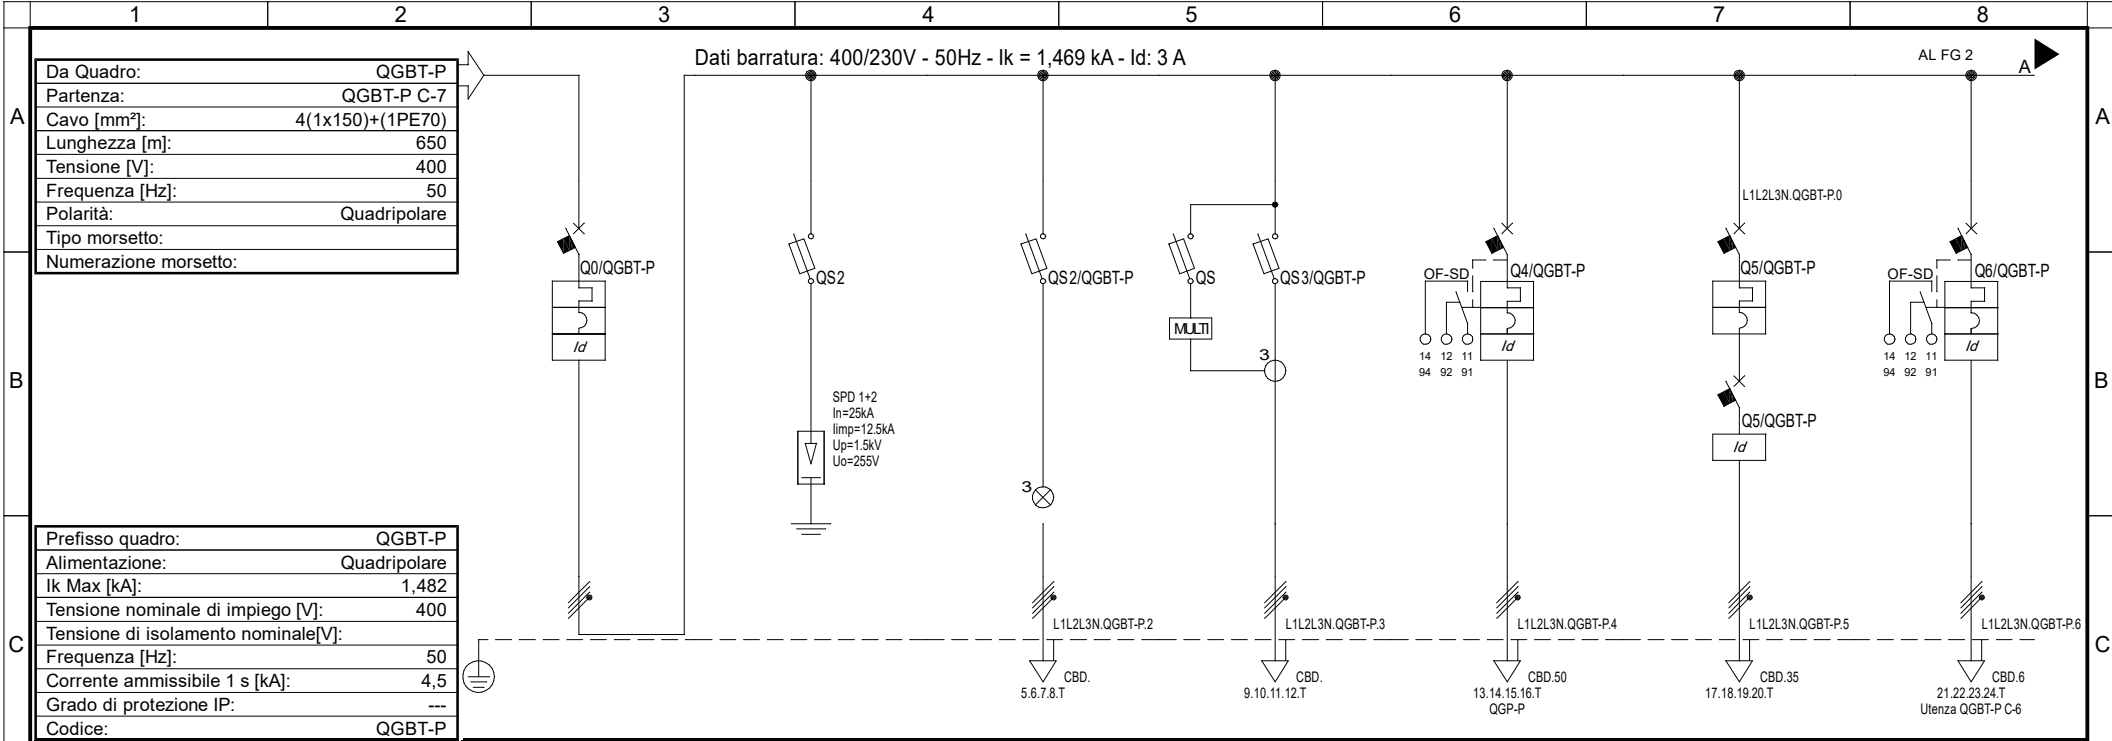 1 2 3 4 5 6 7 8
Dati barratura: 400/230V - 50Hz - Ik = 1,469 kA - Id: 3 A
AL FG 2
A
A
A
Da Quadro: QGBT-P
Partenza: QGBT-P C-7
Cavo [mm²]: 4(1x150)+(1PE70)
Lunghezza [m]: 650
Tensione [V]: 400
Frequenza [Hz]: 50
Polarità: Quadripolare
Tipo morsetto:
Numerazione morsetto:
L1L2L3N.QGBT-P.0
Q0/QGBT-P
Id
QS2
QS2/QGBT-P
QS
QS3/QGBT-P
MULTI
3
OF-SD
Q4/QGBT-P
Id
14 12 11
94 92 91
Q5/QGBT-P
Q5/QGBT-P
Id
OF-SD
Q6/QGBT-P
Id
14 12 11
94 92 91
B
B
SPD 1+2
In=25kA
Iimp=12.5kA
Up=1.5kV
Uo=255V
3
Prefisso quadro: QGBT-P
Alimentazione: Quadripolare
Ik Max [kA]: 1,482
Tensione nominale di impiego [V]: 400
Tensione di isolamento nominale[V]:
Frequenza [Hz]: 50
Corrente ammissibile 1 s [kA]: 4,5
Grado di protezione IP: ---
Codice: QGBT-P
C
C
L1L2L3N.QGBT-P.2
L1L2L3N.QGBT-P.3
L1L2L3N.QGBT-P.4
L1L2L3N.QGBT-P.5
L1L2L3N.QGBT-P.6
CBD.
5.6.7.8.T
CBD.
9.10.11.12.T
CBD.50
13.14.15.16.T
QGP-P
CBD.35
17.18.19.20.T
CBD.6
21.22.23.24.T
Utenza QGBT-P C-6